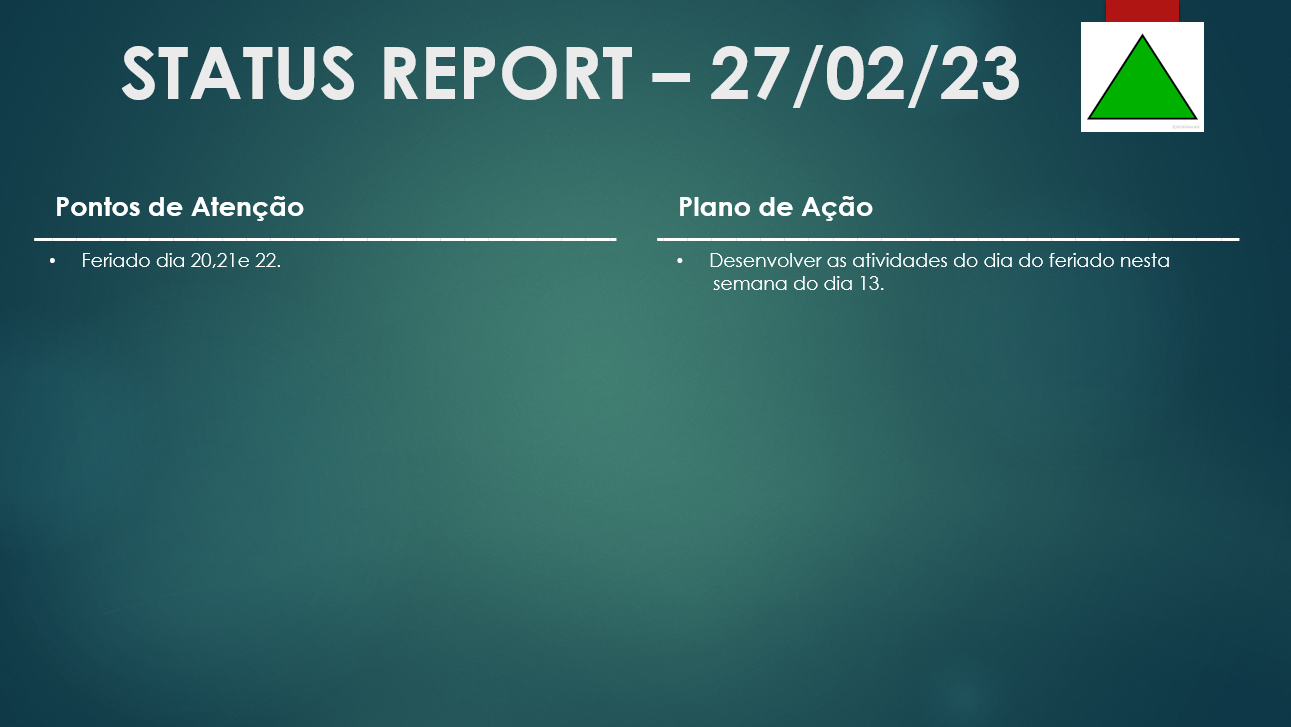 STATUS REPORT – 27/02/23
Pontos de Atenção
• Feriado dia 20,21e 22.
Plano de Ação
• Desenvolver as atividades do dia do feriado nesta
semana do dia 13.